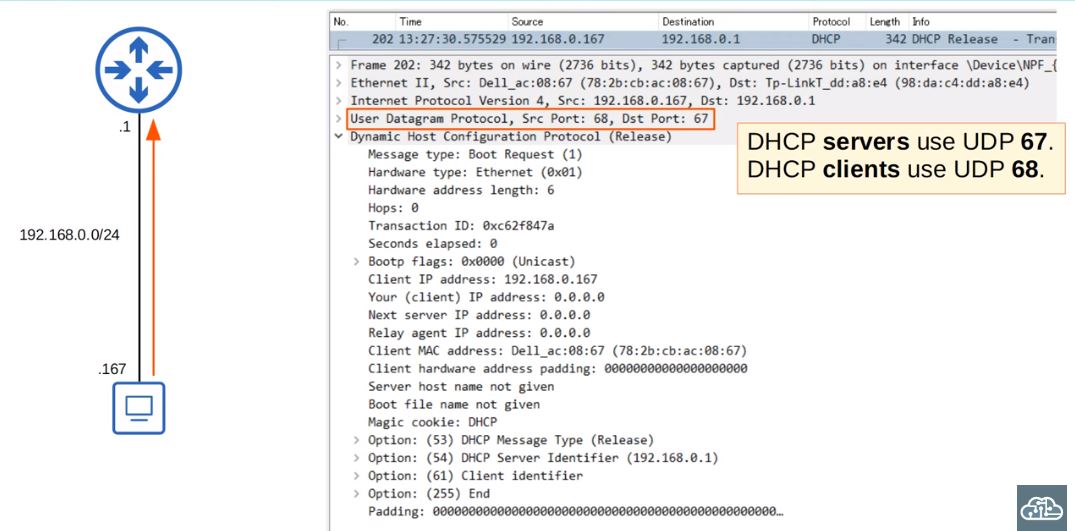 .1
192.168.0.0/24
.167
No. Time Source Destination Protocol Length Info
202 13:27:30.575529 192.168.0.167 192.168.0.1 DHCP 342 DHCP Release - Tran
Frame 202: 342 bytes on wire (2736 bits), 342 bytes captured (2736 bits) on interface \Device\NPF_{
Ethernet II, Src: Dell_ac:08:67 (78:2b:cb:ac:08:67), Dst: Tp-LinkT_dd:a8:e4 (98:da:c4:dd:a8:e4)
Internet Protocol Version 4, Src: 192.168.0.167, Dst: 192.168.0.1
User Datagram Protocol, Src Port: 68, Dst Port: 67
Dynamic Host Configuration Protocol (Release)
Message type: Boot Request (1)
Hardware type: Ethernet (0x01)
Hardware address length: 6
Hops: 0
Transaction ID: 0xc62f847a
Seconds elapsed: 0
Bootp flags: 0x0000 (Unicast)
Client IP address: 192.168.0.167
Your (client) IP address: 0.0.0.0
Next server IP address: 0.0.0.0
Relay agent IP address: 0.0.0.0
Client MAC address: Dell_ac:08:67 (78:2b:cb:ac:08:67)
Client hardware address padding: 00000000000000000000
Server host name not given
Boot file name not given
Magic cookie: DHCP
Option: (53) DHCP Message Type (Release)
Option: (54) DHCP Server Identifier (192.168.0.1)
Option: (61) Client identifier
Option: (255) End
Padding: 000000000000000000000000000000000000000000000000000000…
DHCP servers use UDP 67.
DHCP clients use UDP 68.